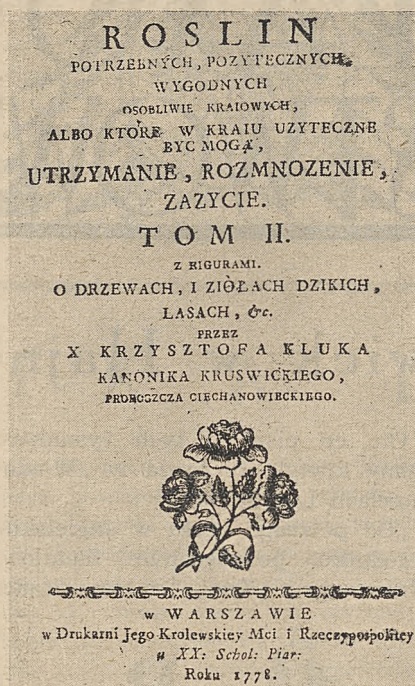 ROSLIN
POTRZEBNYCH, POZYTECZNYCH,
WYGODNYCH
OSOBLIWIE KRAIOWYCH,
ALBO KTORE W KRAIU UZYTECZNE
BYC MOGĄ,
UTRZYMANIE, ROZMNOZENIE,
ZAZYCIE.
TOM II.
Z FIGURAMI.
O DRZEWACH, I ZIOŁACH DZIKICH,
LASACH, &c.
PRZEZ
X KRZYSZTOFA KLUKA
KANONIKA KRUSWICKIEGO,
PROBOSZCZA CIECHANOWIECKIEGO.
w WARSZAWIE
w Drukarni Jego Krolewskiey Mci i Rzeczypospolitey
u XX: Schol: Piar:
Roku 1778.